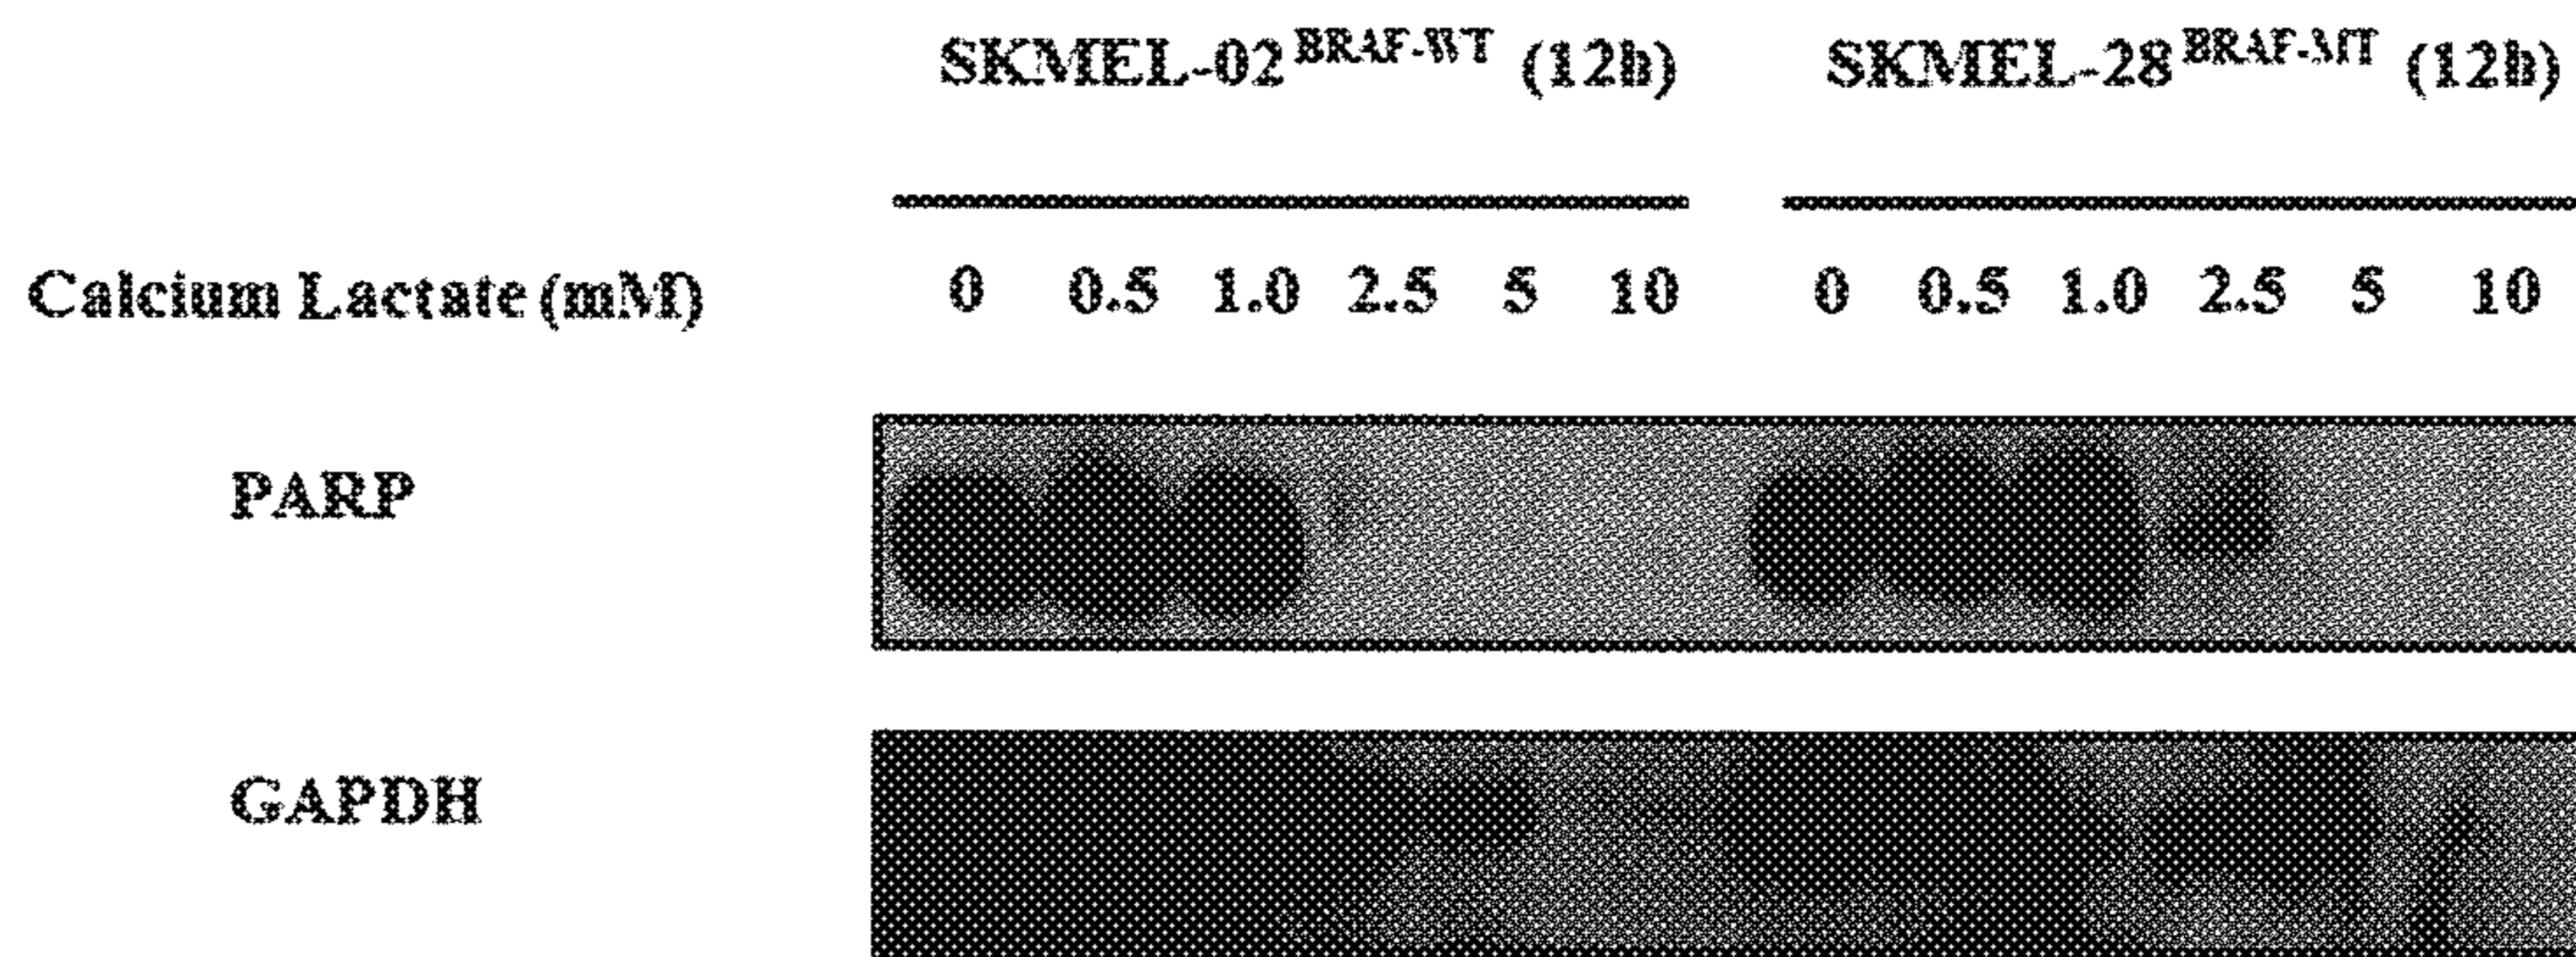 SKMEL-02 BRAF-WT (12h) SKMEL-28 BRAF-MT (12h)
Calcium Lactate (mM) 0 0.5 1.0 2.5 5 10 0 0.5 1.0 2.5 5 10
PARP
GAPDH